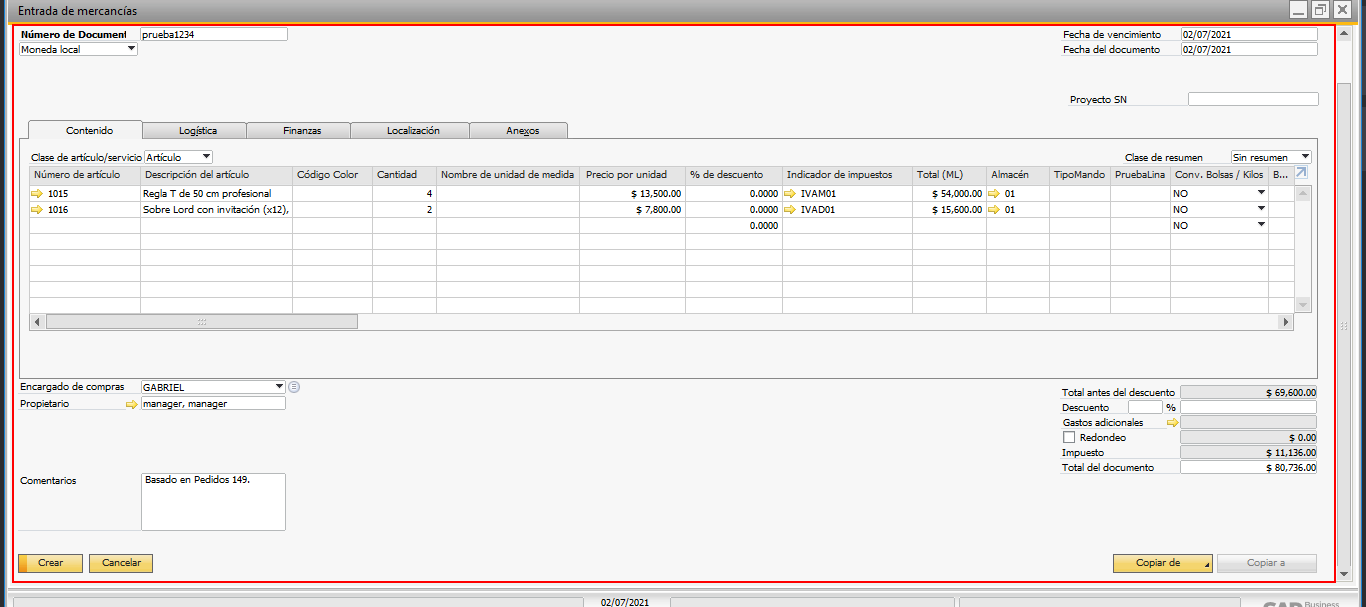 Entrada de mercancías
Número de Document prueba1234 Fecha de vencimiento 02/07/2021
Moneda local Fecha del documento 02/07/2021
Proyecto SN
Contenido Logística Finanzas Localización Anexos
Clase de artículo/servicio Artículo Clase de resumen Sin resumen
Número de artículo Descripción del artículo Código Color Cantidad Nombre de unidad de medida Precio por unidad % de descuento Indicador de impuestos Total (ML) Almacén TipoMando PruebaLina Conv. Bolsas / Kilos B...
1015 Regla T de 50 cm profesional 4 $ 13,500.00 0.0000 IVAM01 $ 54,000.00 01 NO
1016 Sobre Lord con invitación (x12), 2 $ 7,800.00 0.0000 IVAD01 $ 15,600.00 01 NO
0.0000 NO
Encargado de compras GABRIEL Total antes del descuento $ 69,600.00
Propietario manager, manager Descuento %
Gastos adicionales
Redondeo $ 0.00
Impuesto $ 11,136.00
Total del documento $ 80,736.00
Comentarios Basado en Pedidos 149.
Crear Cancelar Copiar de Copiar a
02/07/2021 Business